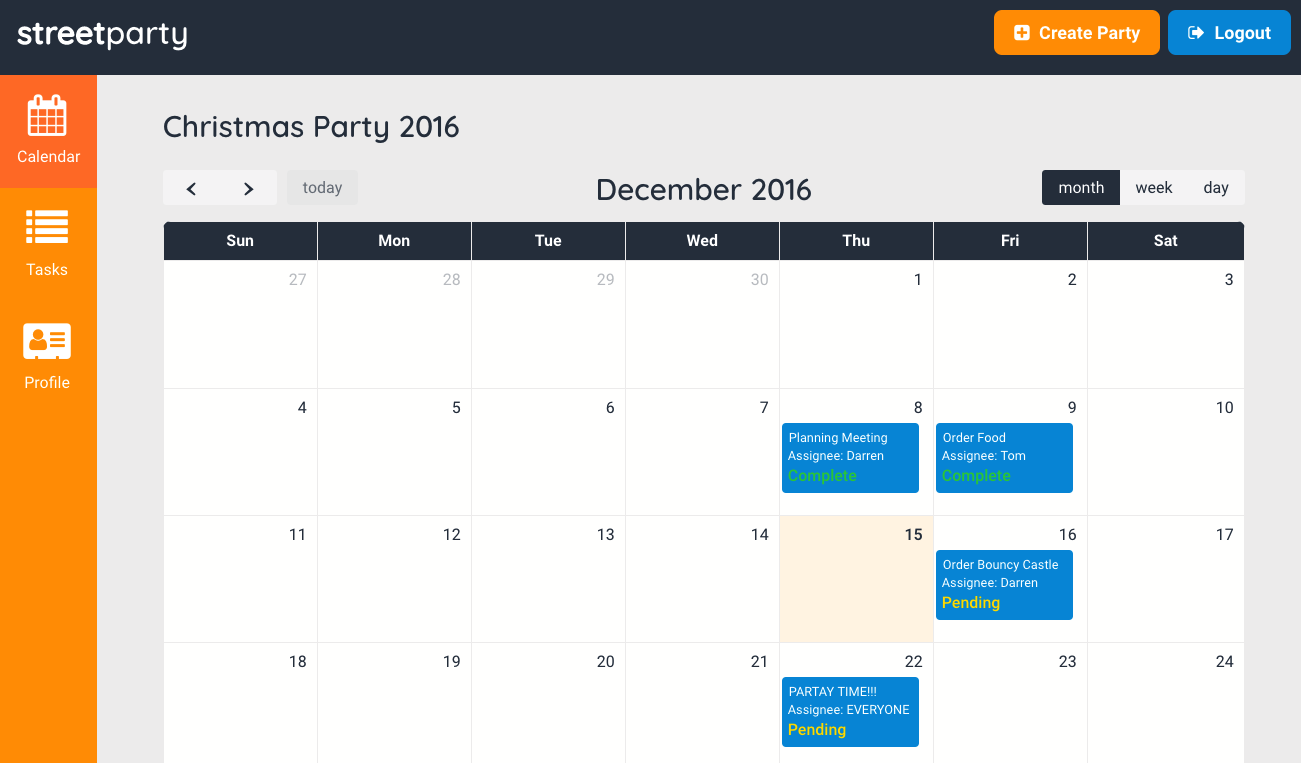 streetparty
Create Party
Logout
Calendar
Tasks
Profile
Christmas Party 2016
today
December 2016
month week day
Sun Mon Tue Wed Thu Fri Sat
27 28 29 30 1 2 3
4 5 6 7 8 9 10
Planning Meeting
Assignee: Darren
Complete
Order Food
Assignee: Tom
Complete
11 12 13 14 15 16 17
Order Bouncy Castle
Assignee: Darren
Pending
18 19 20 21 22 23 24
PARTAY TIME!!!
Assignee: EVERYONE
Pending